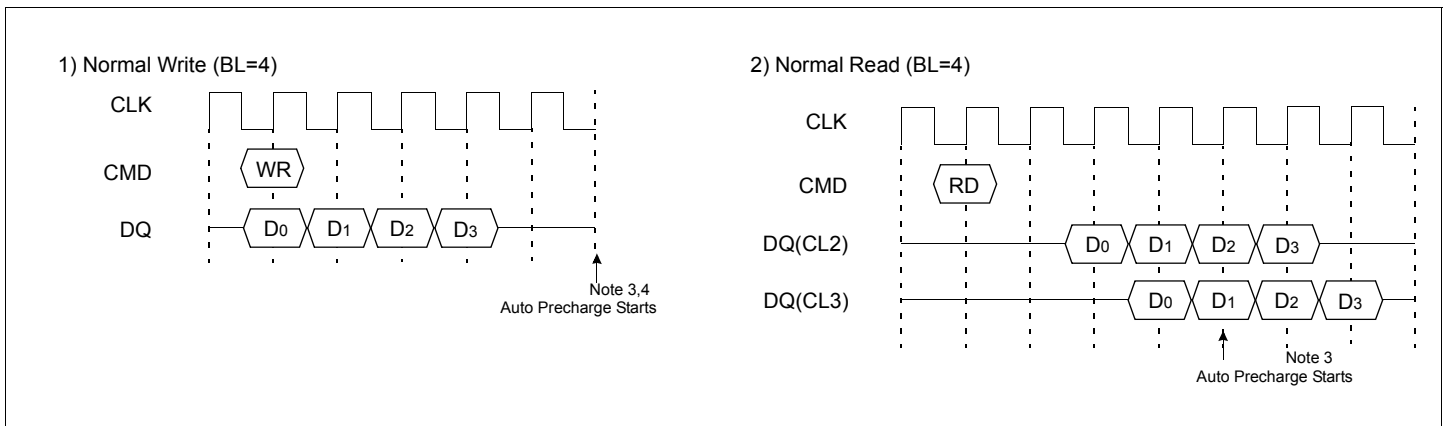 1) Normal Write (BL=4)
CLK
CMD
WR
DQ
D0
D1
D2
D3
Note 3,4
Auto Precharge Starts
2) Normal Read (BL=4)
CLK
CMD
RD
DQ(CL2)
D0
D1
D2
D3
DQ(CL3)
D0
D1
D2
D3
Note 3
Auto Precharge Starts